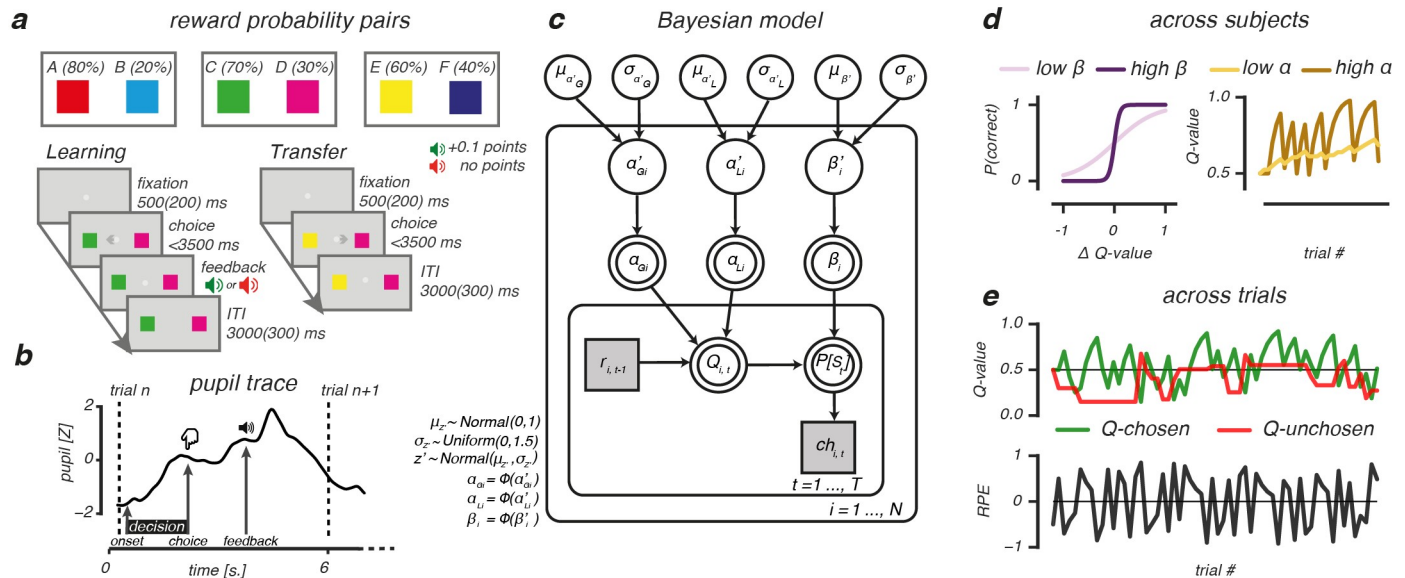 a reward probability pairs
A (80%) B (20%) C (70%) D (30%) E (60%) F (40%)
Learning
Transfer
+0.1 points
no points
fixation
500(200) ms
choice
<3500 ms
feedback
or
ITI
3000(300) ms
fixation
500(200) ms
choice
<3500 ms
ITI
3000(300) ms
b pupil trace
trial n
trial n+1
pupil [Z]
2
0
−2
decision
onset choice feedback
0 6
time [s.]
c Bayesian model
μα'G σα'G μα'L σα'L μβ' σβ'
α'Gi α'Li β'i
αGi αLi βi
ri, t-1 Qi, t P[St]
chi, t
t =1 ..., T
i = 1 ..., N
μz' ~ Normal(0,1)
σz' ~ Uniform(0,1.5)
z' ~ Normal(μz', σz')
αGi = Φ(α'Gi)
αLi = Φ(α'Li)
βi = Φ(β'i)
d across subjects
low β high β
P(correct)
1
0
-1 0 1
Δ Q-value
low α high α
Q-value
1.0
0.5
trial #
e across trials
Q-value
1.0
0.5
0.0
Q-chosen Q-unchosen
RPE
1
0
−1
trial #